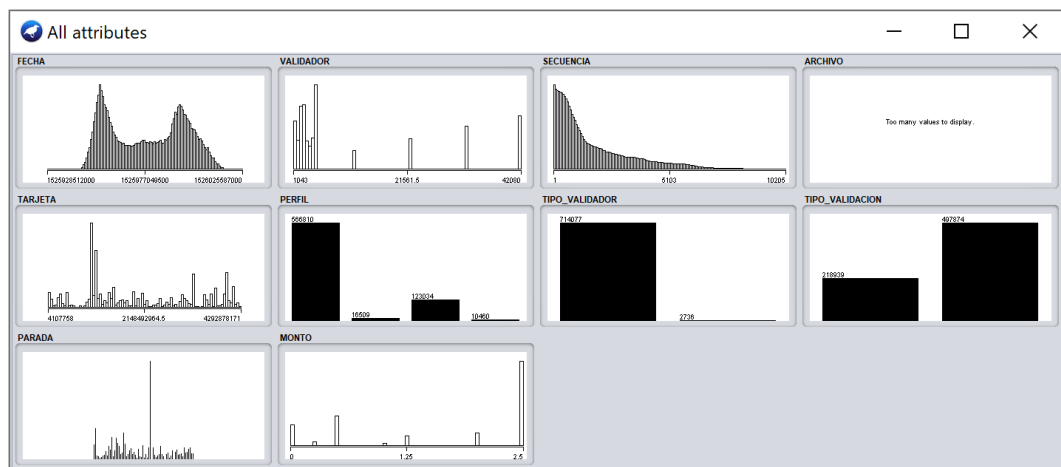 All attributes
FECHA
1525928512000 1525977049500 1526025587000
VALIDADOR
1043 21561.5 42080
SECUENCIA
1 5103 10205
ARCHIVO
Too many values to display.
TARJETA
4107758 2148492964.5 4292878171
PERFIL
566810
16509
123034
10460
TIPO_VALIDADOR
714077
2736
TIPO_VALIDACION
218939
497874
PARADA
MONTO
0 1.25 2.5